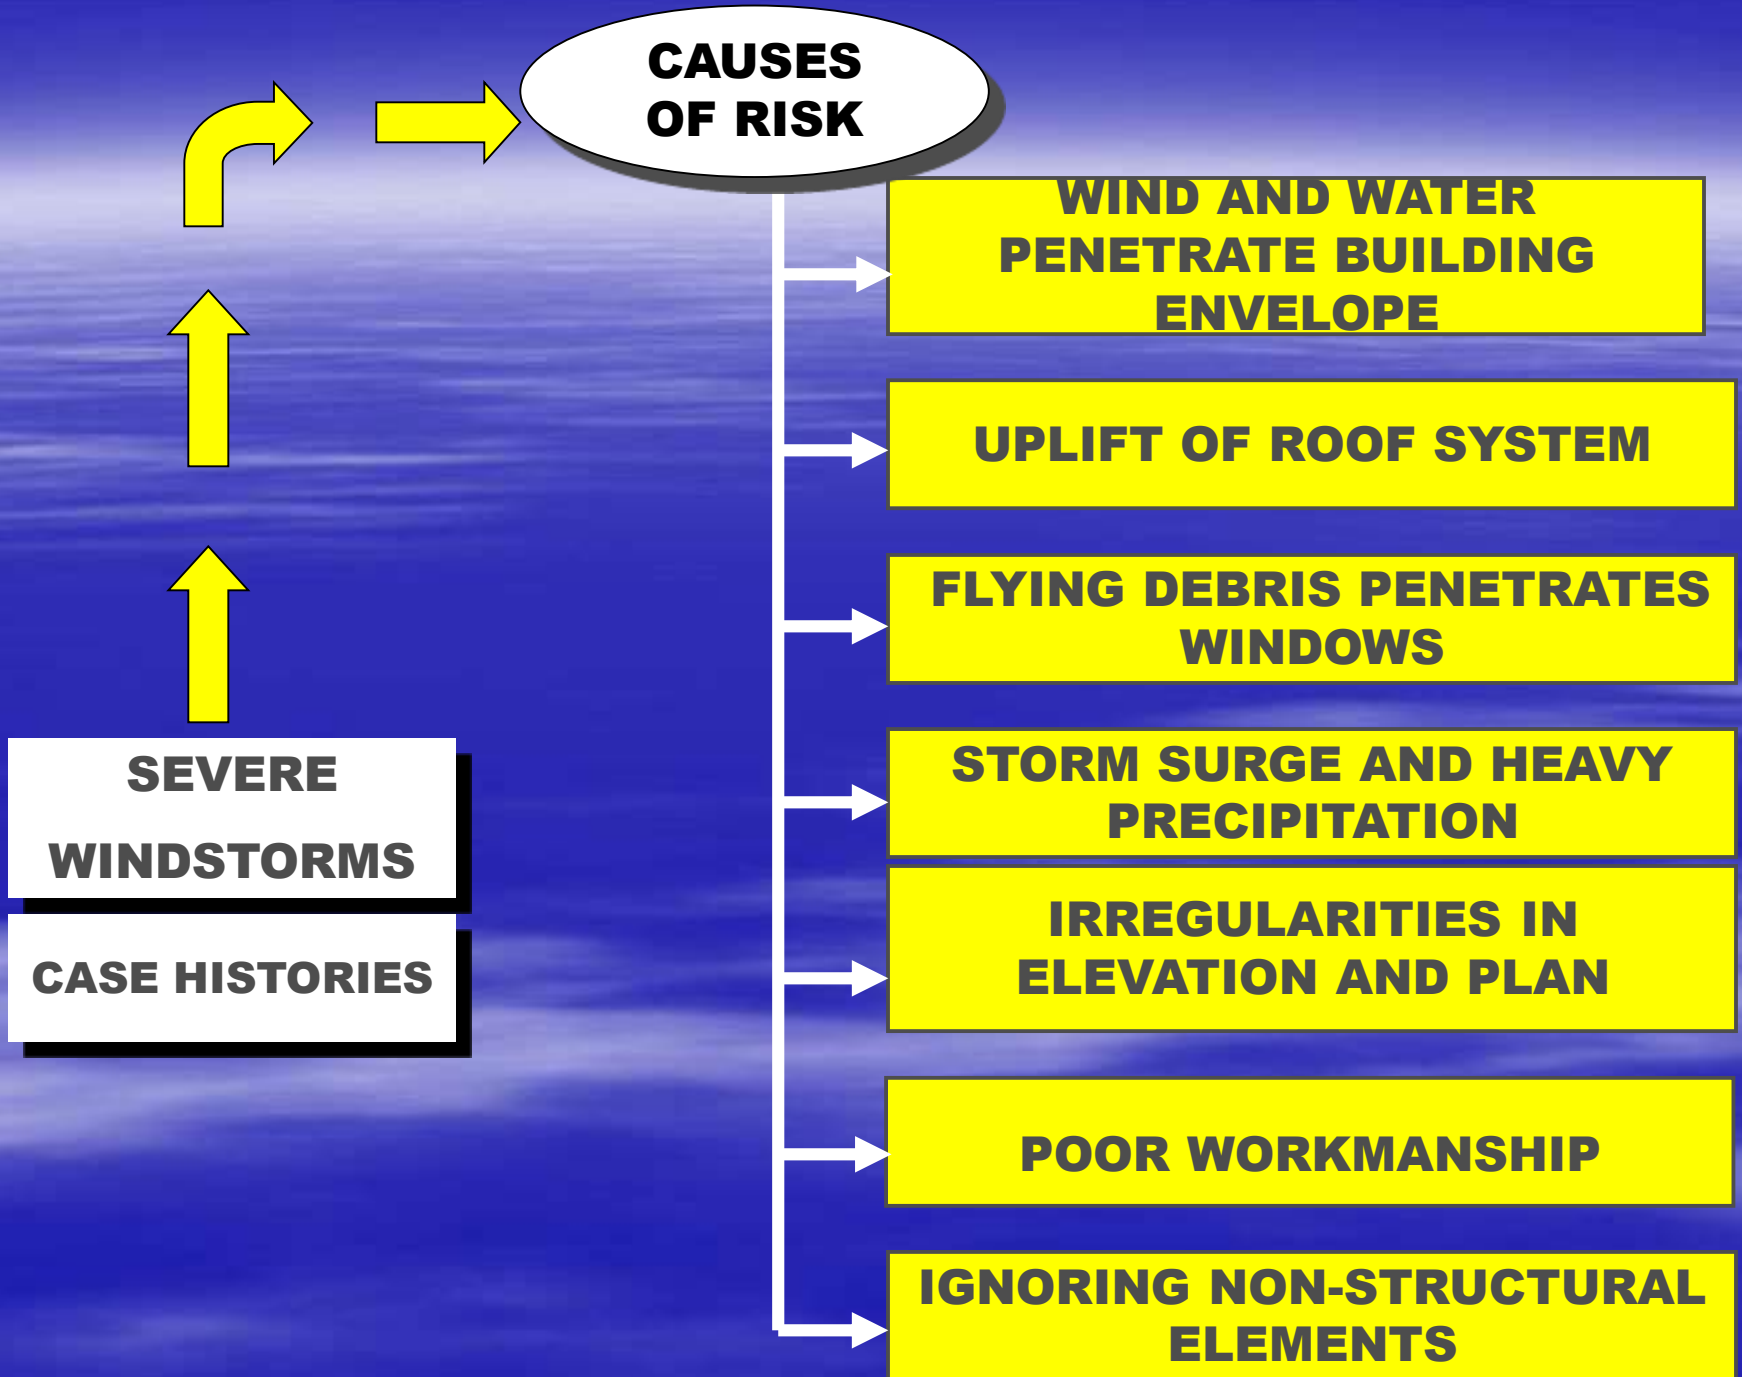 CAUSES
OF RISK
WIND AND WATER
PENETRATE BUILDING
ENVELOPE
UPLIFT OF ROOF SYSTEM
FLYING DEBRIS PENETRATES
WINDOWS
STORM SURGE AND HEAVY
PRECIPITATION
IRREGULARITIES IN
ELEVATION AND PLAN
POOR WORKMANSHIP
IGNORING NON-STRUCTURAL
ELEMENTS
SEVERE
WINDSTORMS
CASE HISTORIES